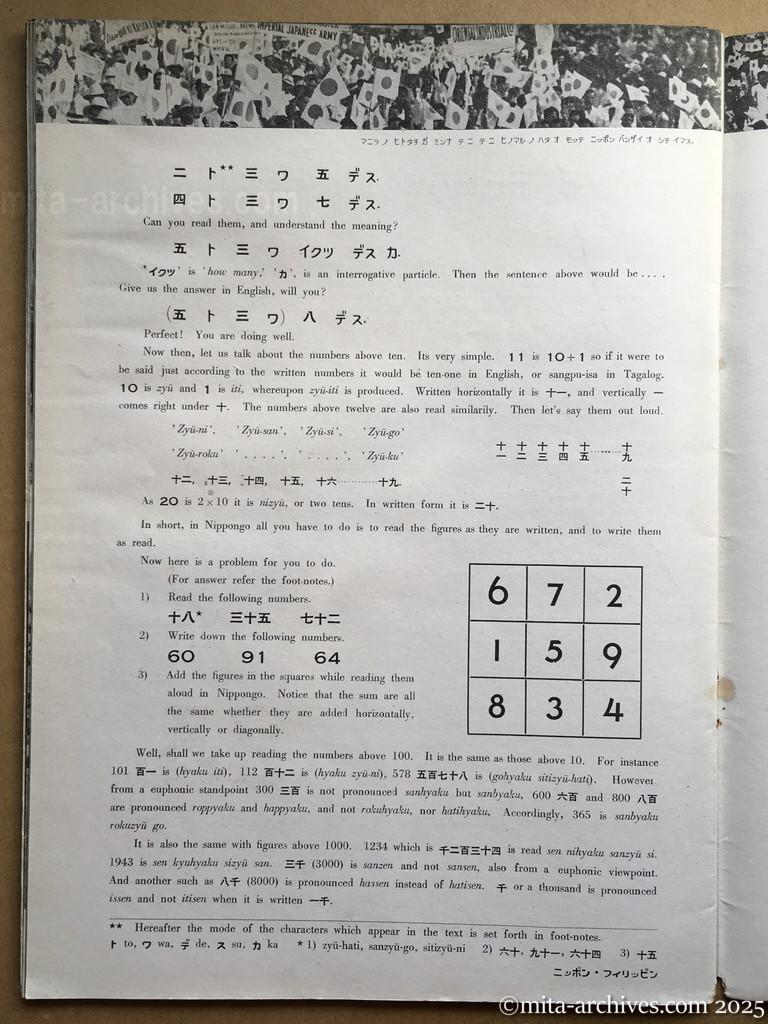 IMPERIAL JAPANESE ARMY
ORIENTAL INDUSTRIAL
マニラ ノ ヒトタチ ガ ミンナ テ ニ テ ニ ヒノマル ノ ハタ オ モッテ ニッポン バンザイ オ シテ イマス.
二 ト** 三 ワ 五 デス.
四 ト 三 ワ 七 デス.
mita-archives.com
Can you read them, and understand the meaning?
五 ト 三 ワ イクツ デス カ.
'イクツ' is 'how many,' 'カ', is an interrogative particle. Then the sentence above would be . . . .
Give us the answer in English, will you?
(五 ト 三 ワ) 八 デス.
Perfect! You are doing well.
Now then, let us talk about the numbers above ten. Its very simple. 11 is 10+1 so if it were to
be said just according to the written numbers it would be ten-one in English, or sangpu-isa in Tagalog.
10 is zyū and 1 is iti, whereupon zyū-iti is produced. Written horizontally it is 十一, and vertically 一
comes right under 十. The numbers above twelve are also read similarily. Then let's say them out loud.
'Zyū-ni', 'Zyū-san', 'Zyū-si', 'Zyū-go'
'Zyū-roku' '. . . . .', '. . . . .', 'Zyū-ku'
十 十 十 十 十 …… 十
一 二 三 四 五 九
十二, 十三, 十四, 十五, 十六…………十九.
二
十
As 20 is 2×10 it is nizyū, or two tens. In written form it is 二十.
In short, in Nippongo all you have to do is to read the figures as they are written, and to write them
as read.
Now here is a problem for you to do.
(For answer refer the foot-notes.)
1) Read the following numbers.
十八* 三十五 七十二
2) Write down the following numbers.
60 91 64
3) Add the figures in the squares while reading them
aloud in Nippongo. Notice that the sum are all
the same whether they are added horizontally,
vertically or diagonally.
6 7 2
1 5 9
8 3 4
Well, shall we take up reading the numbers above 100. It is the same as those above 10. For instance
101 百一 is (hyaku iti), 112 百十二 is (hyaku zyū-ni), 578 五百七十八 is (gohyaku sitizyū-hati). However
from a euphonic standpoint 300 三百 is not pronounced sanhyaku but sanbyaku, 600 六百 and 800 八百
are pronounced roppyaku and happyaku, and not rokuhyaku, nor hatihyaku. Accordingly, 365 is sanbyaku
rokuzyū go.
It is also the same with figures above 1000. 1234 which is 千二百三十四 is read sen nihyaku sanzyū si.
1943 is sen kyuhyaku sizyū san. 三千 (3000) is sanzen and not sansen, also from a euphonic viewpoint.
And another such as 八千 (8000) is pronounced hassen instead of hatisen. 千 or a thousand is pronounced
issen and not itisen when it is written 一千.
** Hereafter the mode of the characters which appear in the text is set forth in foot-notes.
ト to, ワ wa, デ de, ス su, カ ka * 1) zyū-hati, sanzyū-go, sitizyū-ni 2) 六十, 九十一, 六十四 3) 十五
ニッポン・フィリッピン
©mita-archives.com 2025